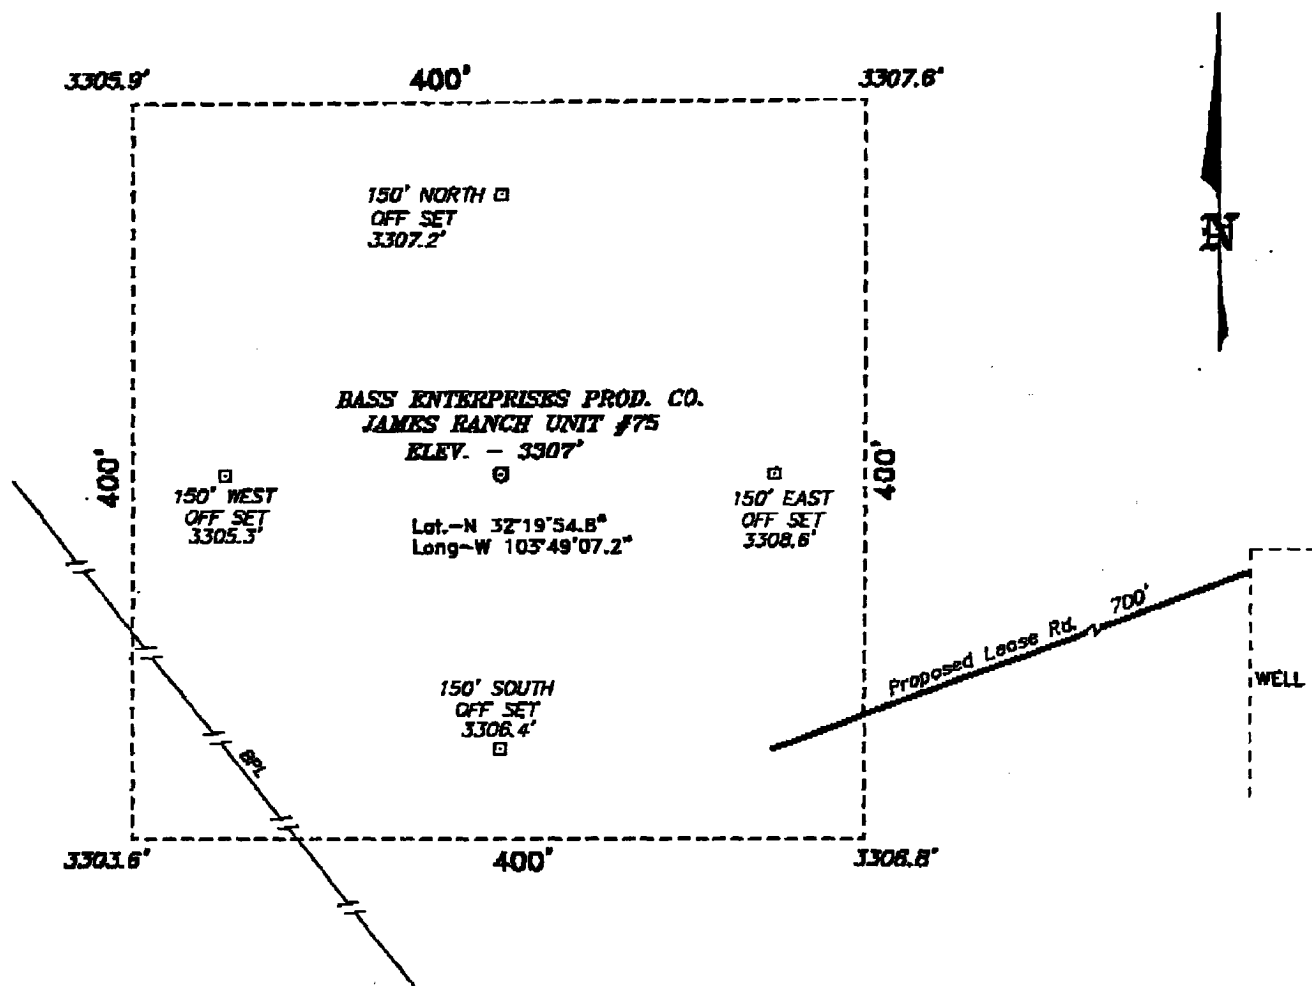 3305.9'
400'
3307.6'
150' NORTH
OFF SET
3307.2'
N
BASS ENTERPRISES PROD. CO.
JAMES RANCH UNIT #75
ELEV. - 3307'
400'
400'
150' WEST
OFF SET
3305.3'
150' EAST
OFF SET
3308.6'
Lat.-N 32°19'54.8"
Long-W 103°49'07.2"
Proposed Lease Rd. 700'
WELL
150' SOUTH
OFF SET
3306.4'
BPL
3303.6'
400'
3306.8'